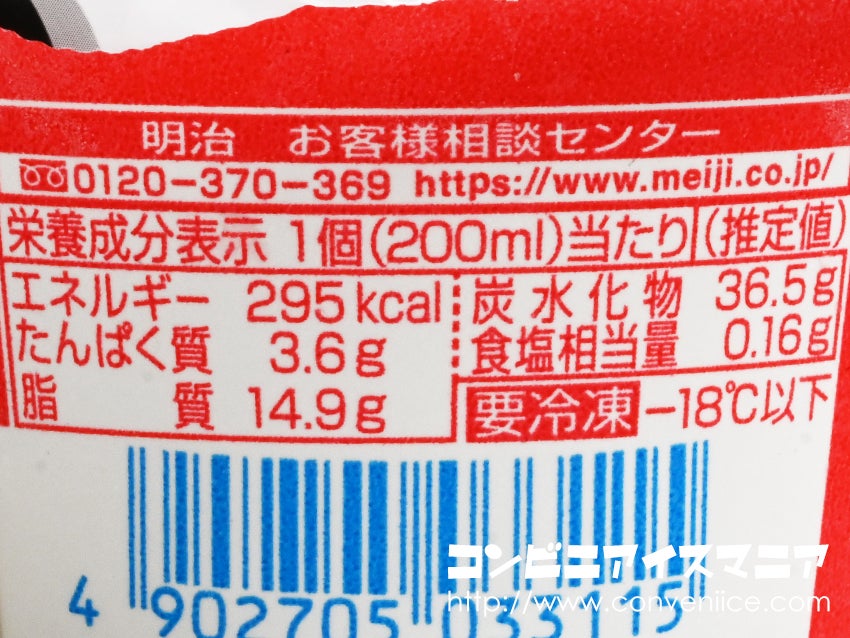 明治 お客様相談センター
0120-370-369 https://www.meiji.co.jp/
栄養成分表示 1個(200ml)当たり (推定値)
エネルギー 295kcal 炭水化物 36.5g
たんぱく質 3.6g 食塩相当量 0.16g
脂質 14.9g 要冷凍 -18℃以下
コンビニアイスマニア
4 902705 033115
http://www.conveniice.com/